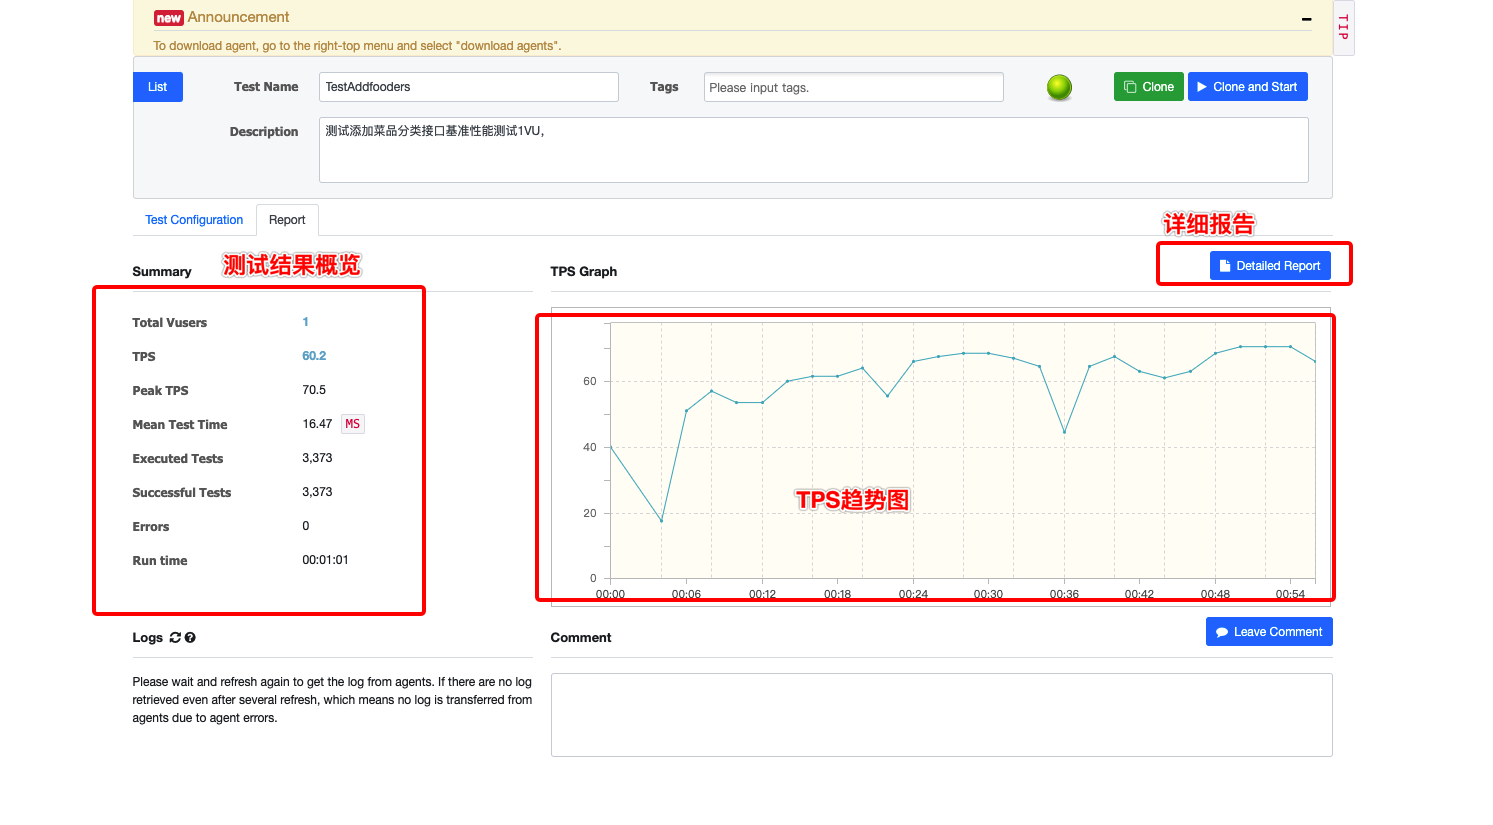 new Announcement
To download agent, go to the right-top menu and select "download agents".
TIP
List
Test Name
TestAddfooders
Tags
Please input tags.
Clone
Clone and Start
Description
测试添加菜品分类接口基准性能测试1VU,
Test Configuration
Report
详细报告
Summary
测试结果概览
TPS Graph
Detailed Report
Total Vusers 1
TPS 60.2
Peak TPS 70.5
Mean Test Time 16.47 MS
Executed Tests 3,373
Successful Tests 3,373
Errors 0
Run time 00:01:01
60
40
20
0
TPS趋势图
00:00 00:06 00:12 00:18 00:24 00:30 00:36 00:42 00:48 00:54
Logs
Please wait and refresh again to get the log from agents. If there are no log
retrieved even after several refresh, which means no log is transferred from
agents due to agent errors.
Comment
Leave Comment